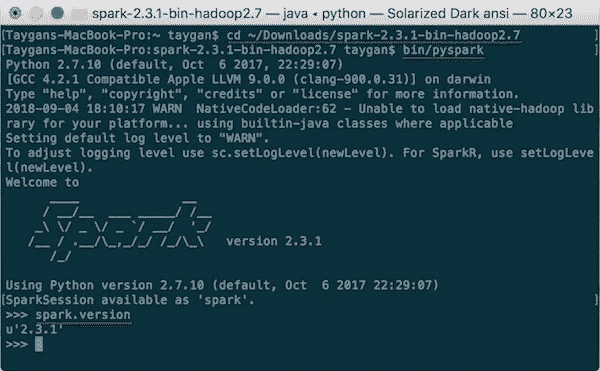 spark-2.3.1-bin-hadoop2.7 — java • python — Solarized Dark ansi — 80×23
[Taygans-MacBook-Pro:~ taygan$ cd ~/Downloads/spark-2.3.1-bin-hadoop2.7 ]
[Taygans-MacBook-Pro:spark-2.3.1-bin-hadoop2.7 taygan$ bin/pyspark ]
Python 2.7.10 (default, Oct  6 2017, 22:29:07)
[GCC 4.2.1 Compatible Apple LLVM 9.0.0 (clang-900.0.31)] on darwin
Type "help", "copyright", "credits" or "license" for more information.
2018-09-04 18:10:17 WARN  NativeCodeLoader:62 - Unable to load native-hadoop lib
rary for your platform... using builtin-java classes where applicable
Setting default log level to "WARN".
To adjust logging level use sc.setLogLevel(newLevel). For SparkR, use setLogLeve
l(newLevel).
Welcome to
Spark version 2.3.1
Using Python version 2.7.10 (default, Oct  6 2017 22:29:07)
[SparkSession available as 'spark'. ]
>>> spark.version
u'2.3.1'
>>>